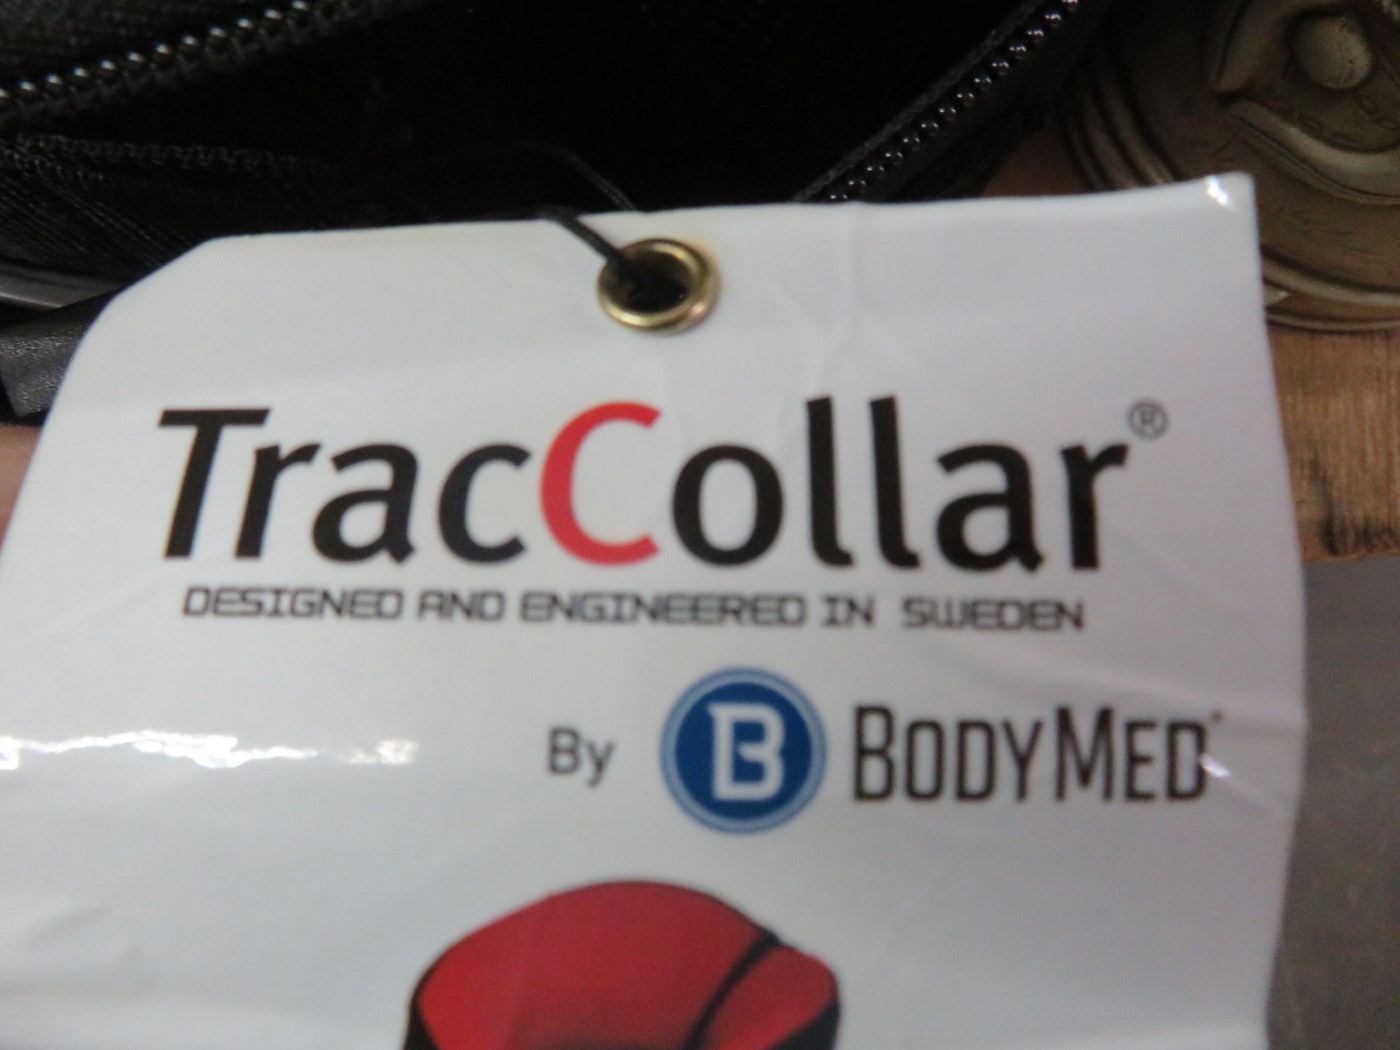 TracCollar®
DESIGNED AND ENGINEERED IN SWEDEN
By B BODYMED